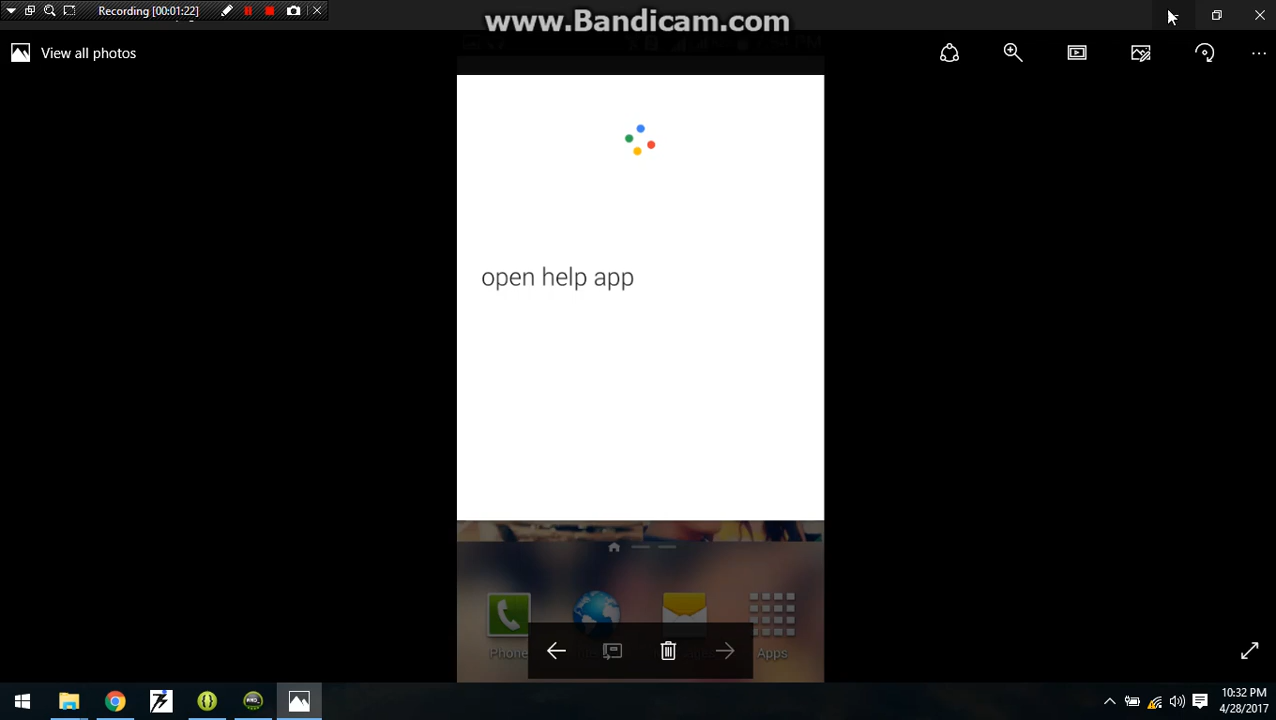 Recording [00:01:22]
www.Bandicam.com
View all photos
open help app
Phone
Apps
10:32 PM
4/28/2017